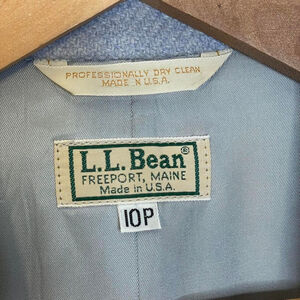 PROFESSIONALLY DRY CLEAN
MADE IN U.S.A.
L.L.Bean®
FREEPORT, MAINE
Made in U.S.A.
10P